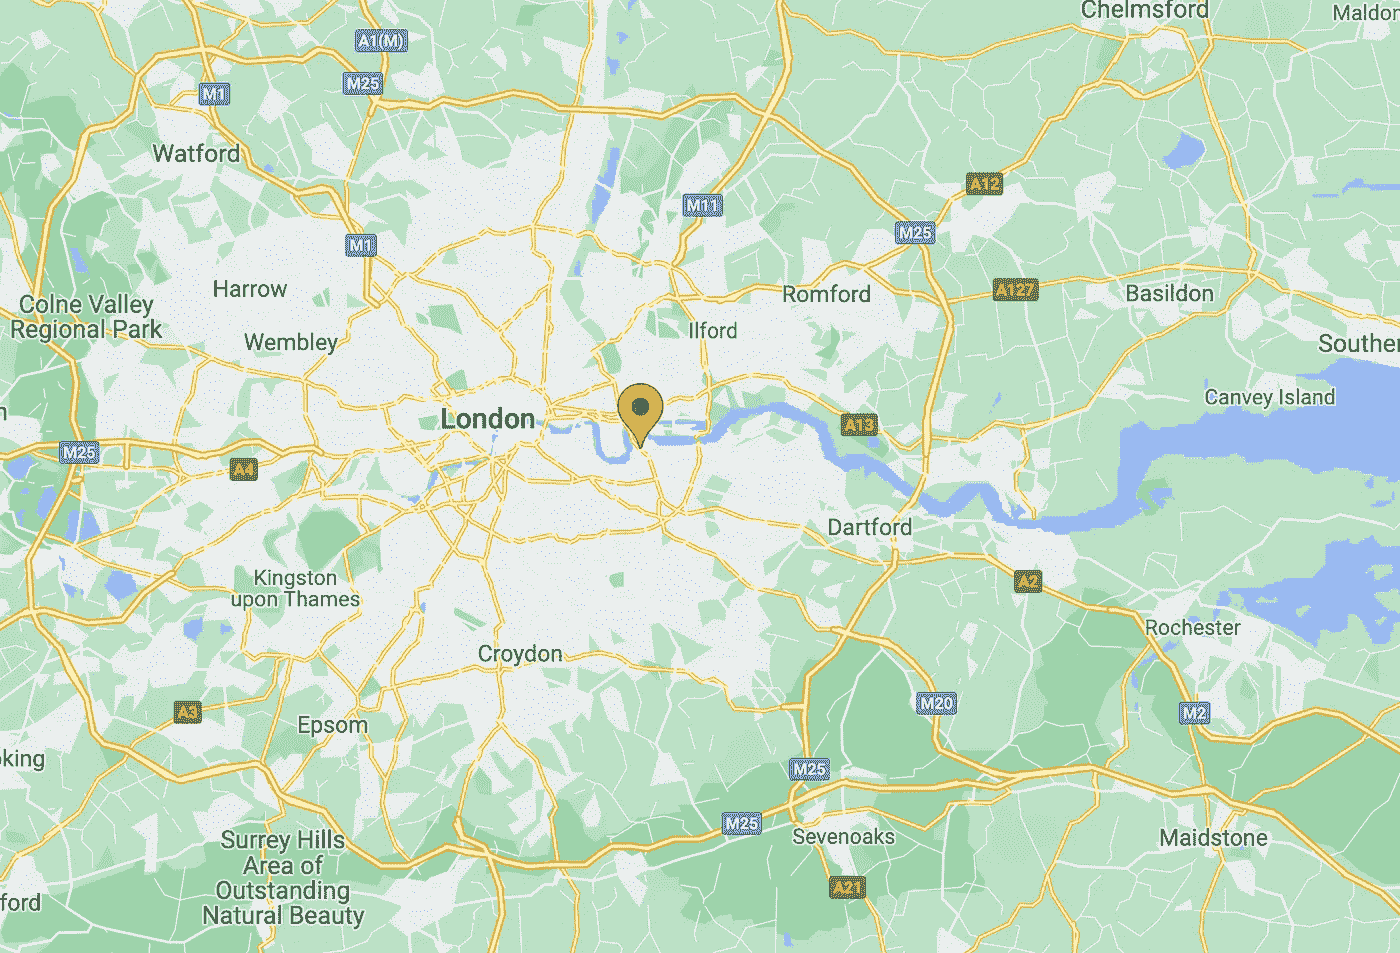 Chelmsford
Maldon
A1(M)
M25
M1
Watford
A12
M11
M25
M1
Harrow
Romford
A127
Basildon
Colne Valley
Regional Park
Wembley
Ilford
Souther
Canvey Island
London
A13
M25
A4
Dartford
Kingston
upon Thames
A2
Rochester
Croydon
A3
Epsom
M20
M2
oking
M25
M25
Sevenoaks
Maidstone
Surrey Hills
Area of
Outstanding
Natural Beauty
A21
ford